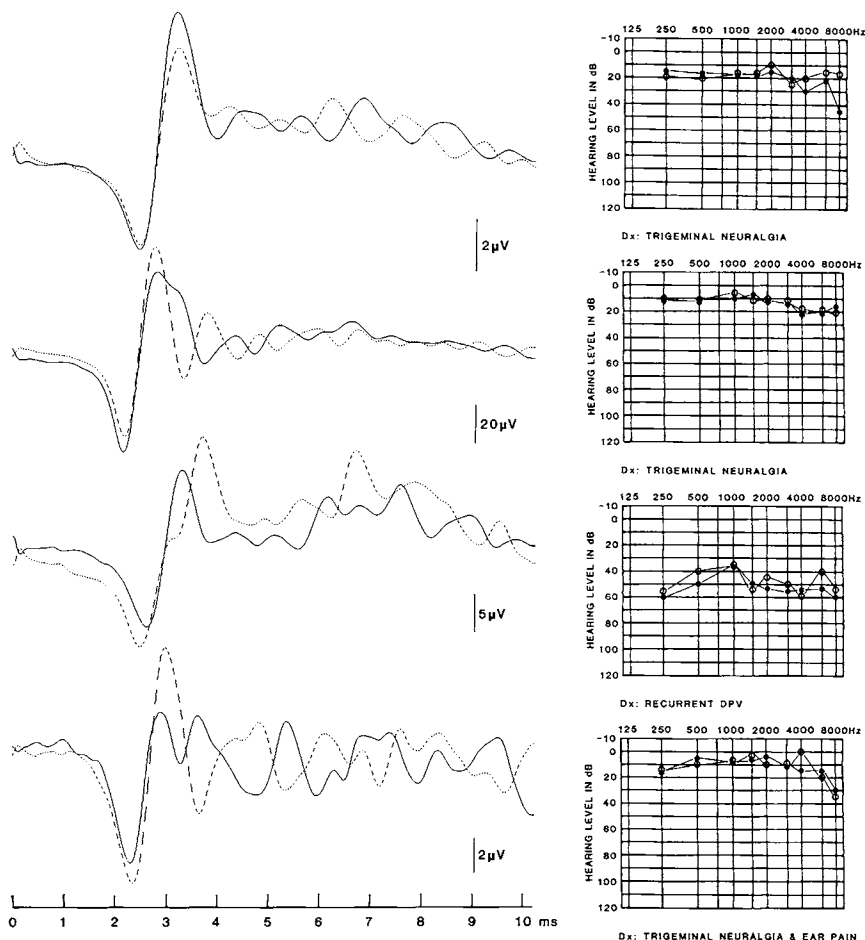 125 250 500 1000 2000 4000 8000Hz
-10
0
20
40
60
80
100
120
HEARING LEVEL IN dB
2µV
Dx: TRIGEMINAL NEURALGIA
125 250 500 1000 2000 4000 8000Hz
-10
0
20
40
60
80
100
120
HEARING LEVEL IN dB
20µV
Dx: TRIGEMINAL NEURALGIA
125 250 500 1000 2000 4000 8000Hz
-10
0
20
40
60
80
100
120
HEARING LEVEL IN dB
5µV
Dx: RECURRENT DPV
125 250 500 1000 2000 4000 8000Hz
-10
0
20
40
60
80
100
120
HEARING LEVEL IN dB
2µV
0 1 2 3 4 5 6 7 8 9 10 ms
Dx: TRIGEMINAL NEURALGIA & EAR PAIN